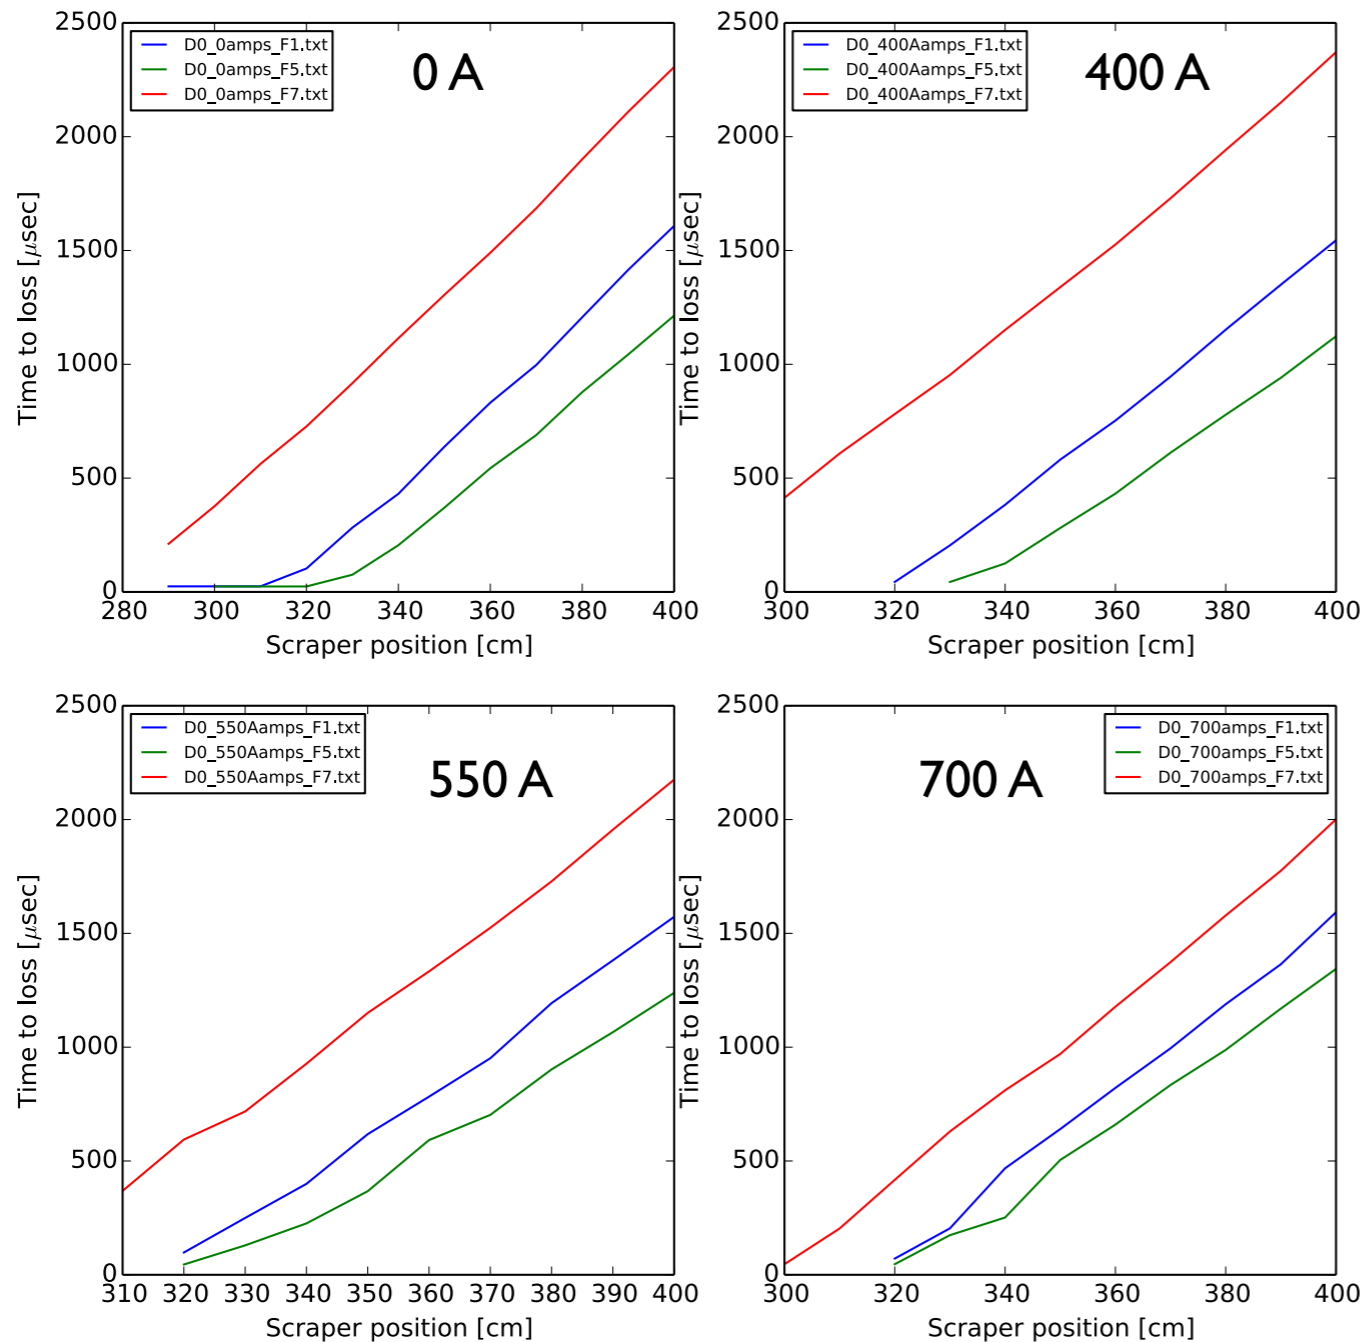 2500
2000
1500
1000
500
0
280 300 320 340 360 380 400
Time to loss [μsec]
Scraper position [cm]
D0_0amps_F1.txt
D0_0amps_F5.txt
D0_0amps_F7.txt
0 A
2500
2000
1500
1000
500
0
300 320 340 360 380 400
Time to loss [μsec]
Scraper position [cm]
D0_400Aamps_F1.txt
D0_400Aamps_F5.txt
D0_400Aamps_F7.txt
400 A
2500
2000
1500
1000
500
0
310 320 330 340 350 360 370 380 390 400
Time to loss [μsec]
Scraper position [cm]
D0_550Aamps_F1.txt
D0_550Aamps_F5.txt
D0_550Aamps_F7.txt
550 A
2500
2000
1500
1000
500
0
300 320 340 360 380 400
Time to loss [μsec]
Scraper position [cm]
700 A
D0_700amps_F1.txt
D0_700amps_F5.txt
D0_700amps_F7.txt